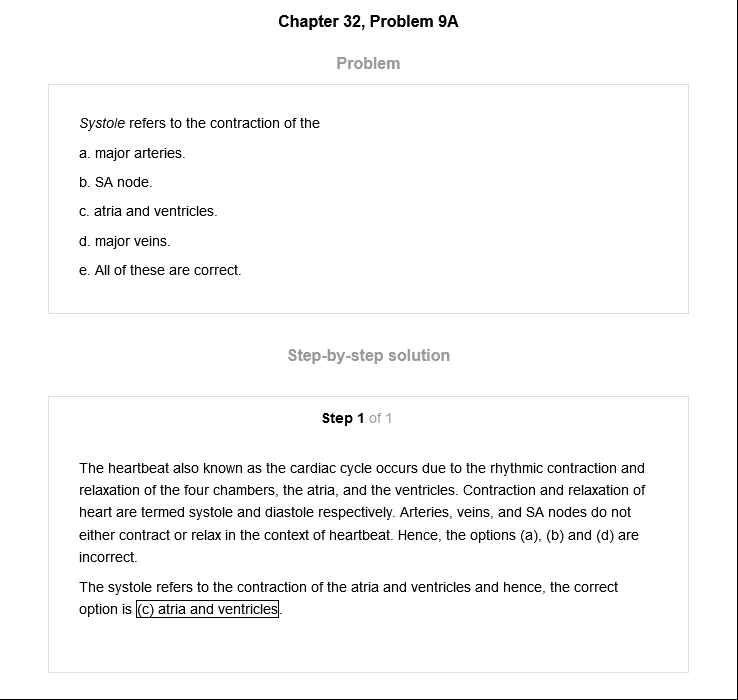 Chapter 32, Problem 9A
Problem
Systole refers to the contraction of the
a. major arteries.
b. SA node.
c. atria and ventricles.
d. major veins.
e. All of these are correct.
Step-by-step solution
Step 1 of 1
The heartbeat also known as the cardiac cycle occurs due to the rhythmic contraction and
relaxation of the four chambers, the atria, and the ventricles. Contraction and relaxation of
heart are termed systole and diastole respectively. Arteries, veins, and SA nodes do not
either contract or relax in the context of heartbeat. Hence, the options (a), (b) and (d) are
incorrect.
The systole refers to the contraction of the atria and ventricles and hence, the correct
option is (c) atria and ventricles.